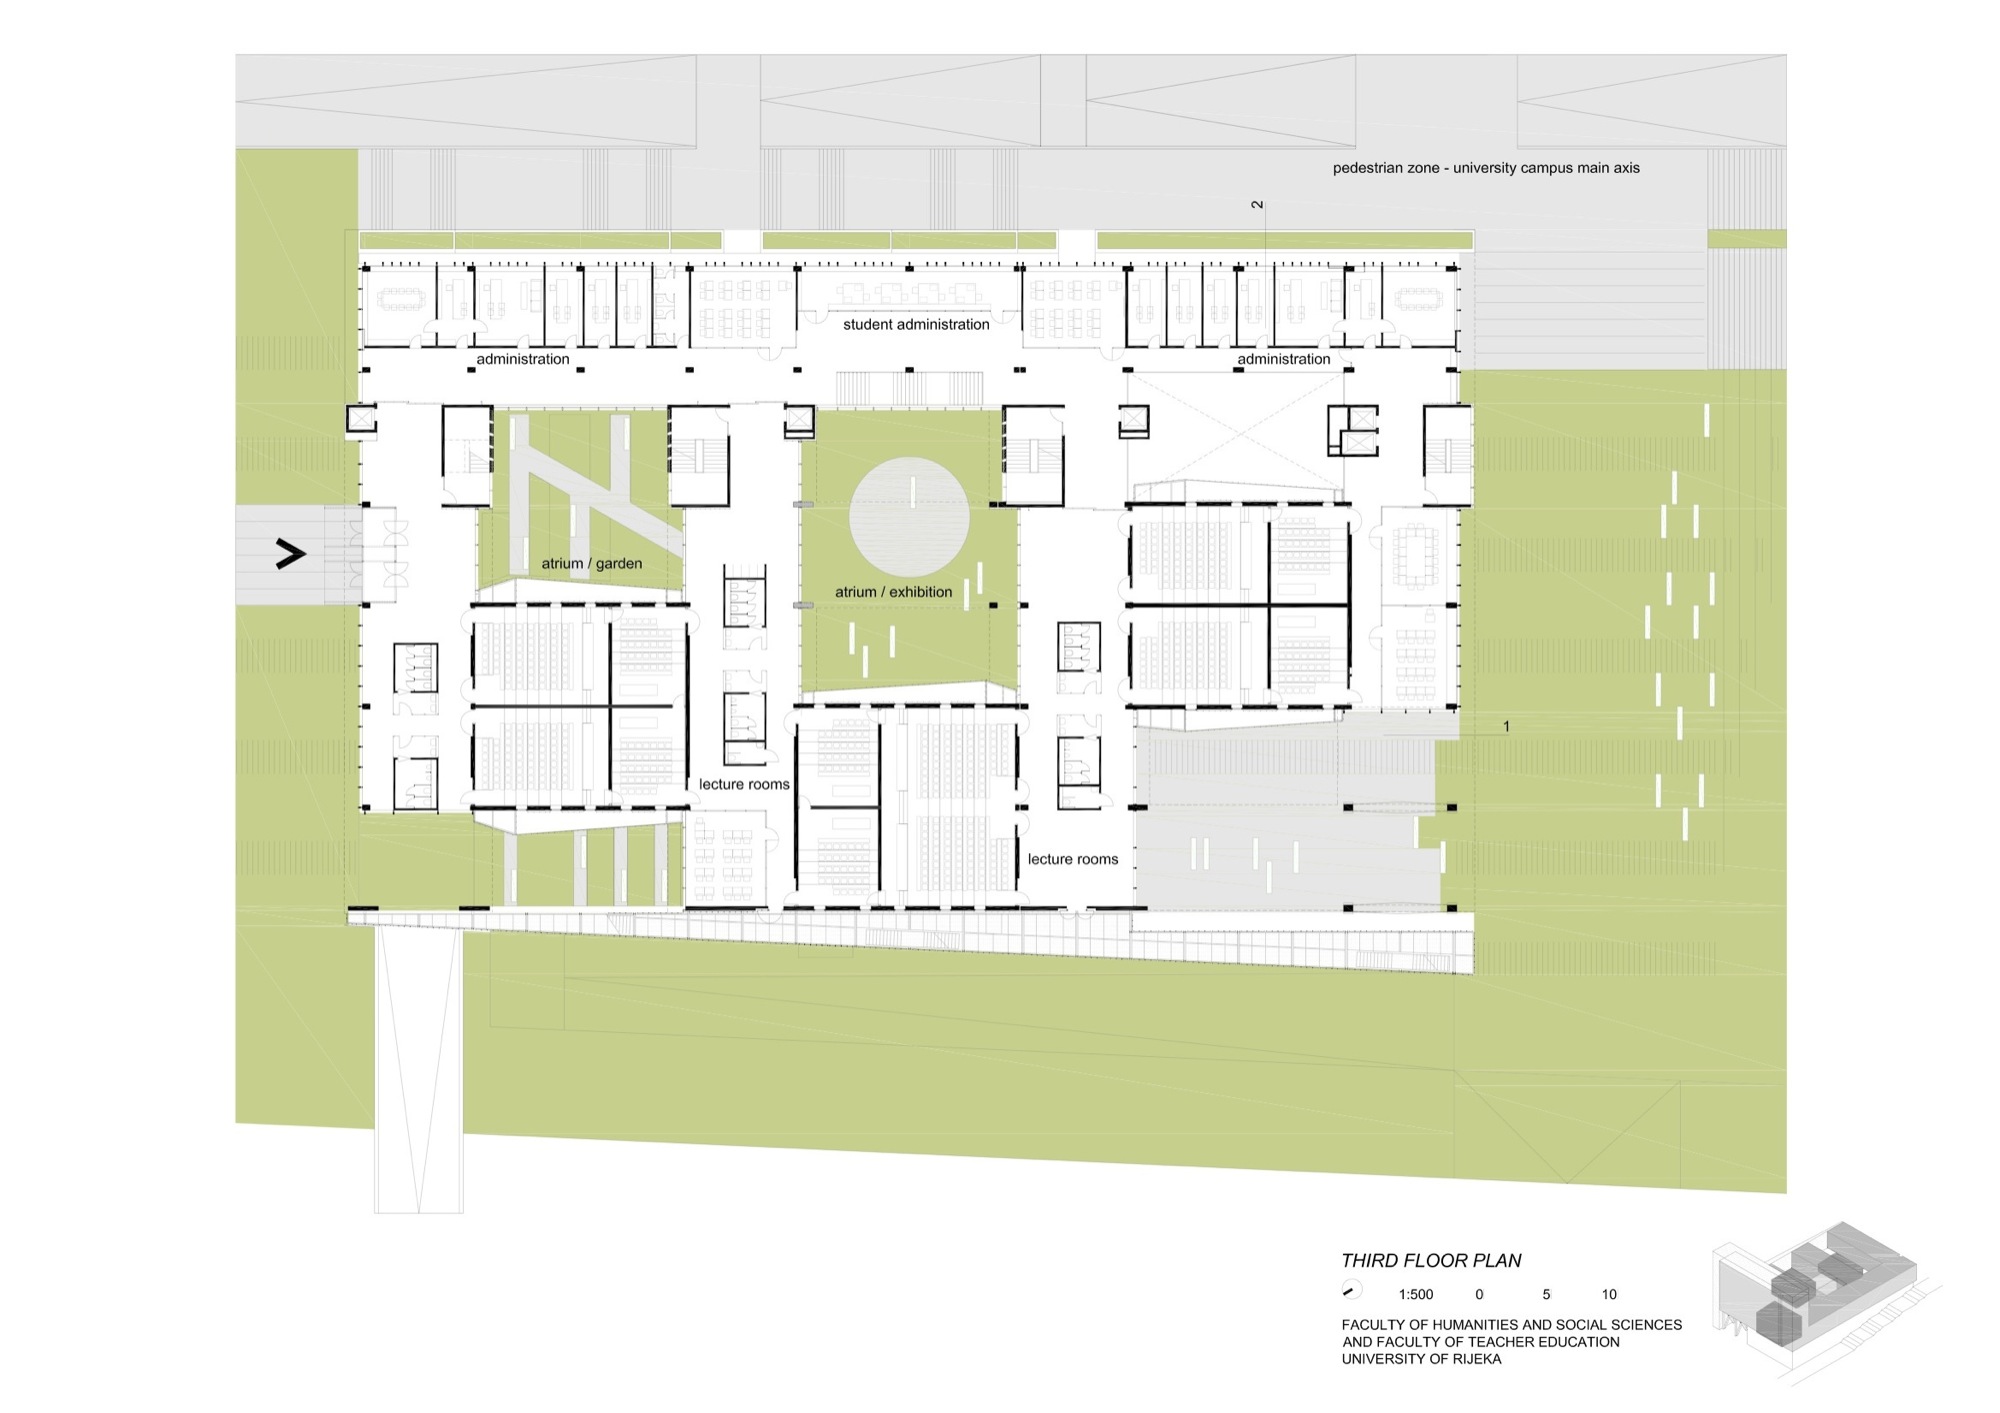 pedestrian zone - university campus main axis
2
student administration
administration
administration
atrium / garden
atrium / exhibition
1
lecture rooms
lecture rooms
THIRD FLOOR PLAN
1:500 0 5 10
FACULTY OF HUMANITIES AND SOCIAL SCIENCES
AND FACULTY OF TEACHER EDUCATION
UNIVERSITY OF RIJEKA